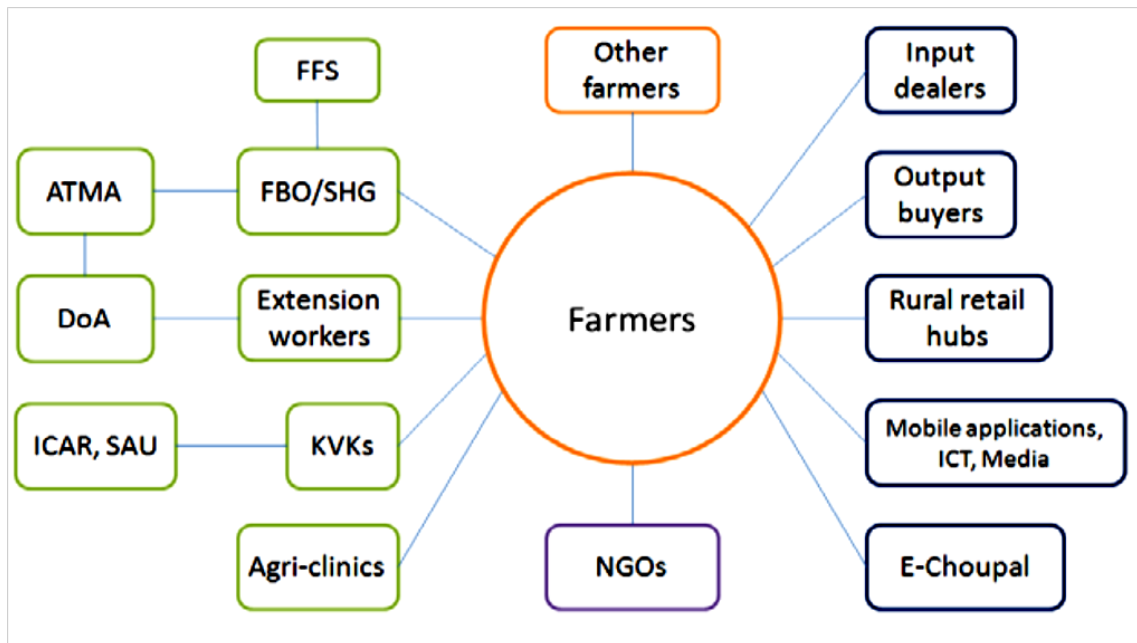 FFS
Other
farmers
Input
dealers
ATMA
FBO/SHG
Output
buyers
DoA
Extension
workers
Farmers
Rural retail
hubs
ICAR, SAU
KVKs
Mobile applications,
ICT, Media
Agri-clinics
NGOs
E-Choupal